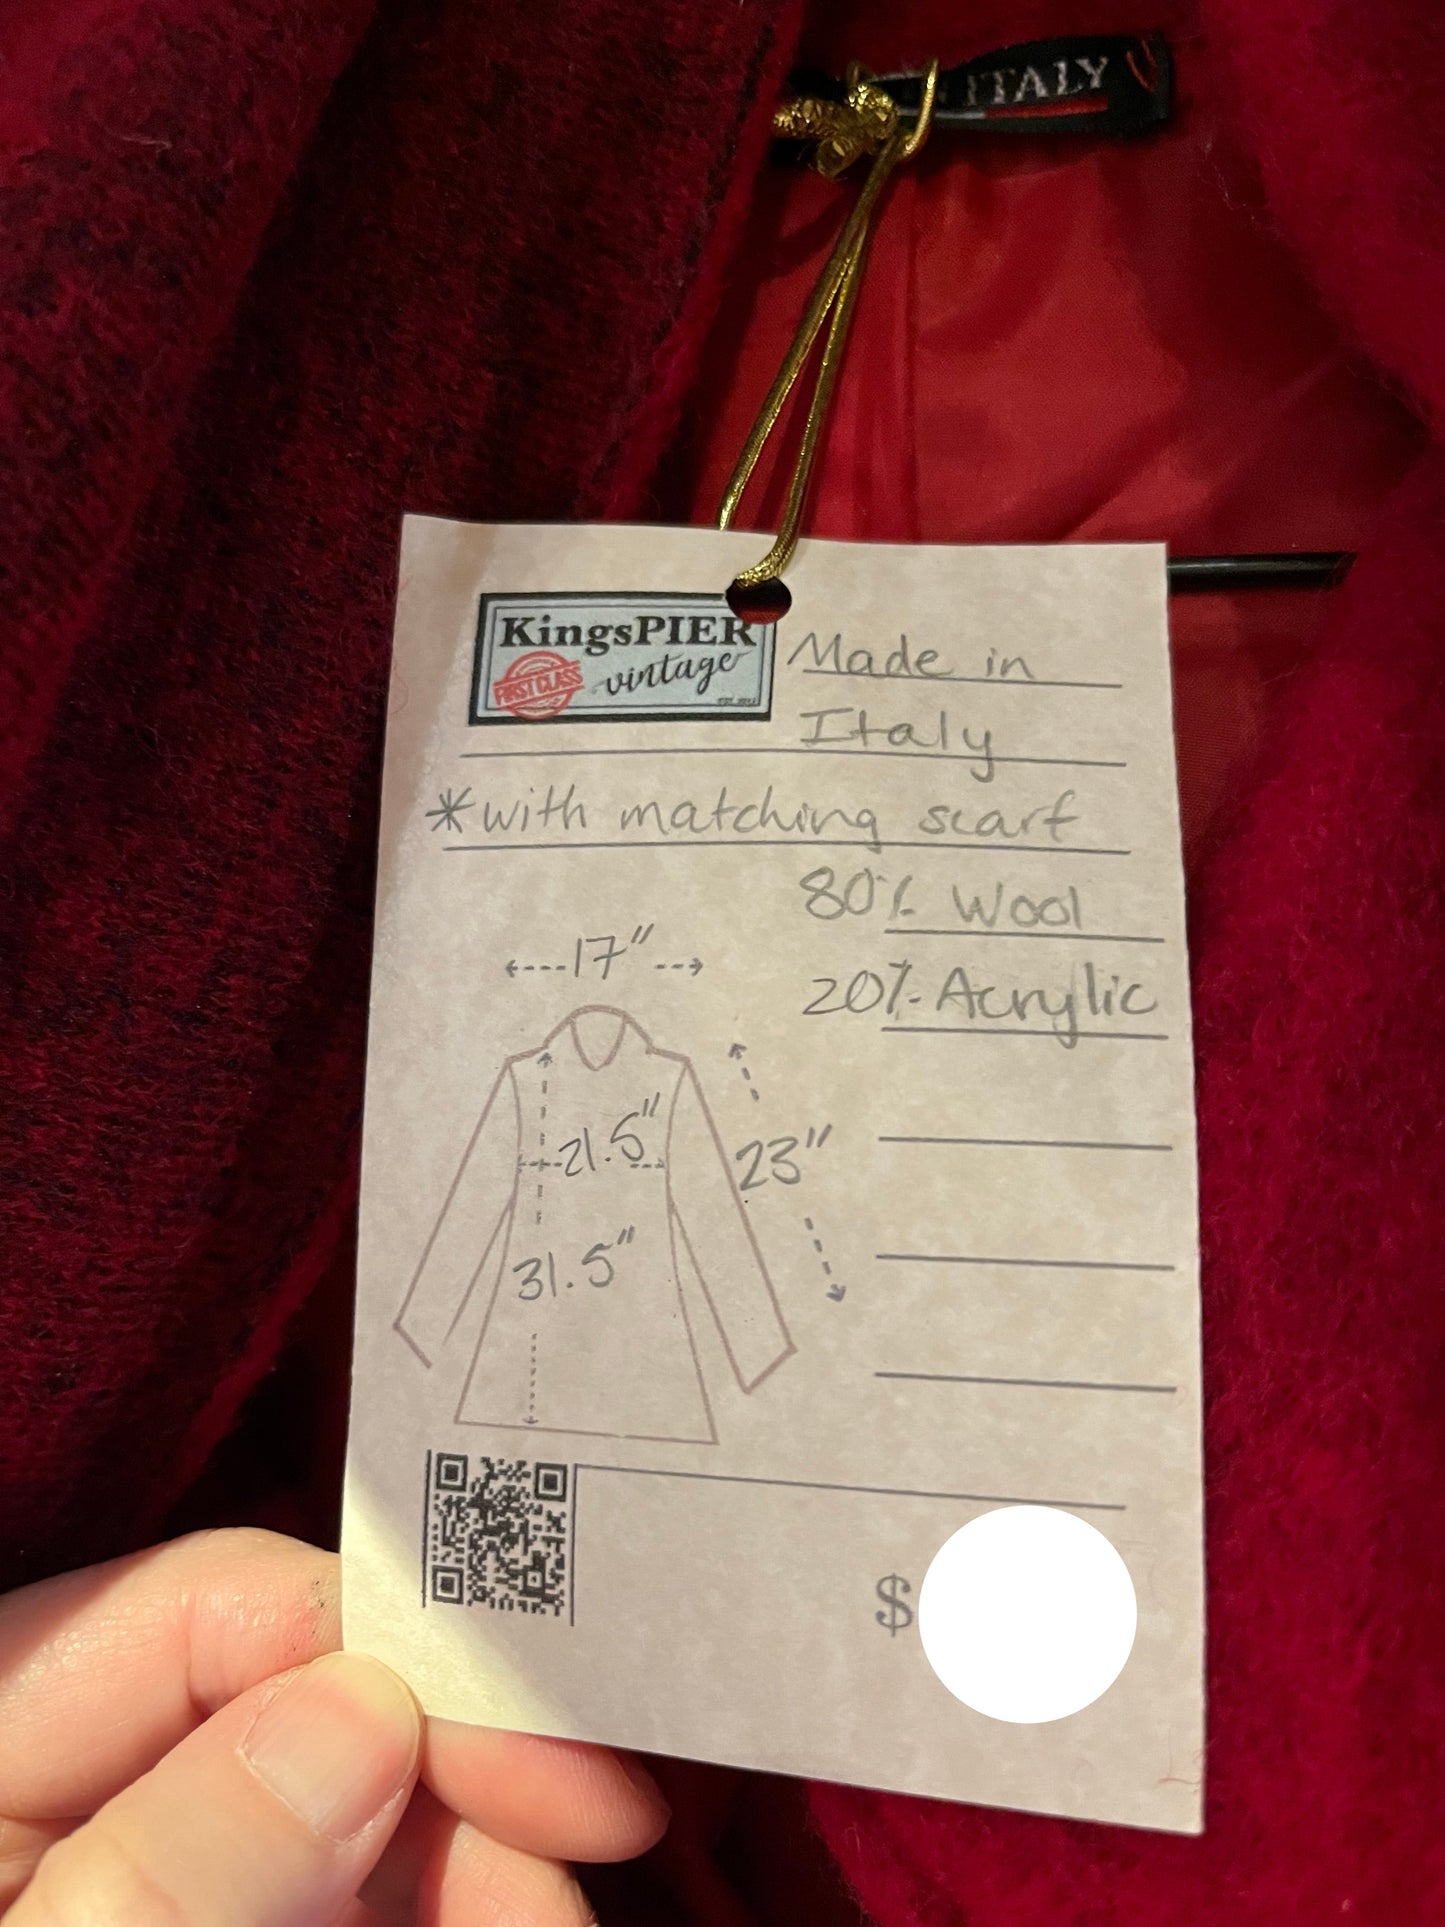 ITALY
KingsPIER
vintage
FIRST CLASS
Made in
Italy
*with matching scarf
80% Wool
20% Acrylic
17"
21.5"
23"
31.5"
$